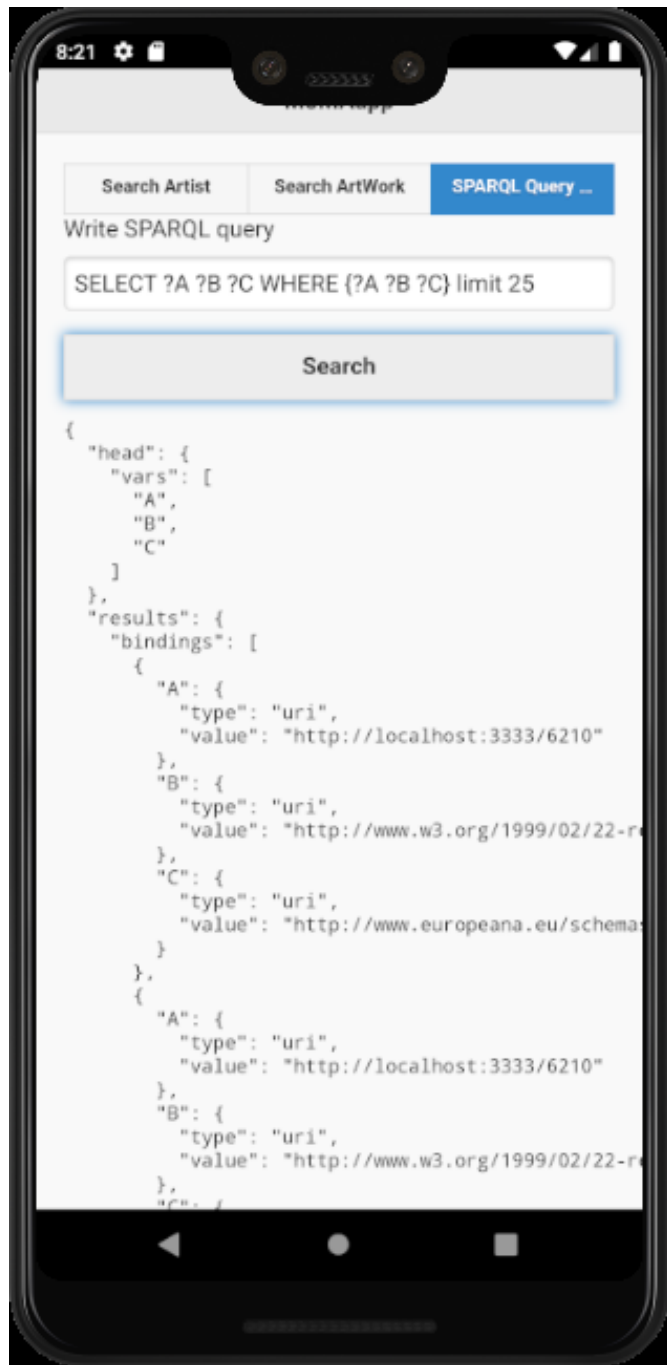 8:21
Search Artist Search ArtWork SPARQL Query ...
Write SPARQL query
SELECT ?A ?B ?C WHERE {?A ?B ?C} limit 25
Search
{
"head": {
"vars": [
"A",
"B",
"C"
]
},
"results": {
"bindings": [
{
"A": {
"type": "uri",
"value": "http://localhost:3333/6210"
},
"B": {
"type": "uri",
"value": "http://www.w3.org/1999/02/22-r
},
"C": {
"type": "uri",
"value": "http://www.europeana.eu/schemas
}
},
{
"A": {
"type": "uri",
"value": "http://localhost:3333/6210"
},
"B": {
"type": "uri",
"value": "http://www.w3.org/1999/02/22-r
},
"C": {